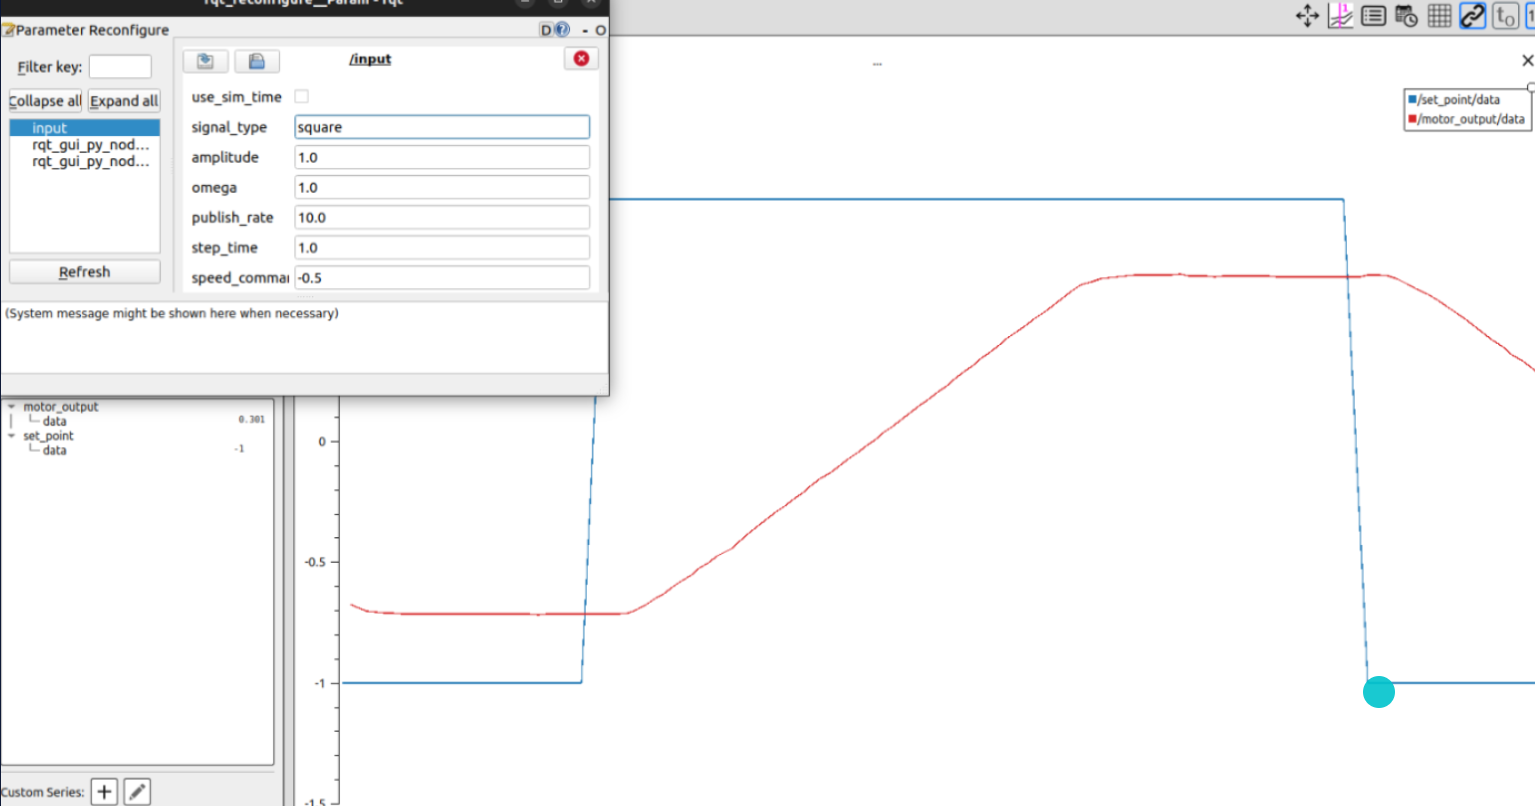 rqt_reconfigure__Param - rqt
Parameter Reconfigure
D - O
Filter key:
Collapse all Expand all
input
rqt_gui_py_nod...
rqt_gui_py_nod...
Refresh
/input
use_sim_time
signal_type square
amplitude 1.0
omega 1.0
publish_rate 10.0
step_time 1.0
speed_comma -0.5
(System message might be shown here when necessary)
motor_output
data 0.301
set_point
data -1
Custom Series:
...
/set_point/data
/motor_output/data
0
-0.5
-1
-1.5